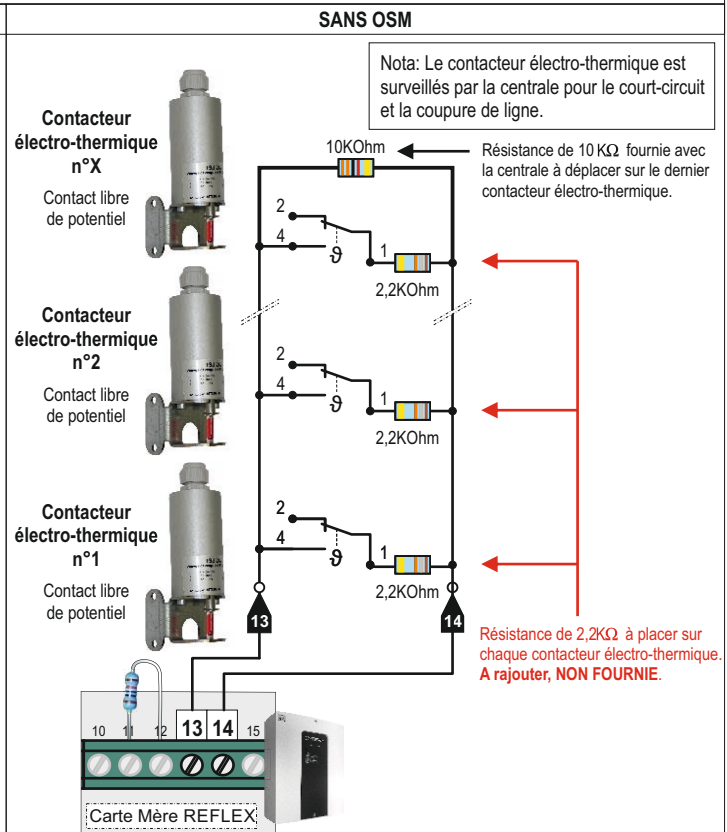 SANS OSM
Nota: Le contacteur électro-thermique est
surveillés par la centrale pour le court-circuit
et la coupure de ligne.
Contacteur
électro-thermique
n°X
Contact libre
de potentiel
10KOhm
Résistance de 10 KΩ fournie avec
la centrale à déplacer sur le dernier
contacteur électro-thermique.
2
4
ϑ
1
2,2KOhm
Contacteur
électro-thermique
n°2
Contact libre
de potentiel
2
4
ϑ
1
2,2KOhm
Contacteur
électro-thermique
n°1
Contact libre
de potentiel
2
4
ϑ
1
2,2KOhm
13
14
Résistance de 2,2KΩ à placer sur
chaque contacteur électro-thermique.
A rajouter, NON FOURNIE.
10 11 12 13 14 15
Carte Mère REFLEX